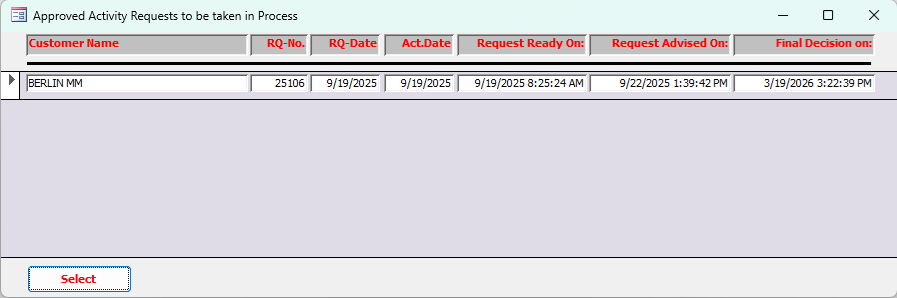 Approved Activity Requests to be taken in Process
Customer Name RQ-No. RQ-Date Act.Date Request Ready On: Request Advised On: Final Decision on:
BERLIN MM 25106 9/19/2025 9/19/2025 9/19/2025 8:25:24 AM 9/22/2025 1:39:42 PM 3/19/2026 3:22:39 PM
Select